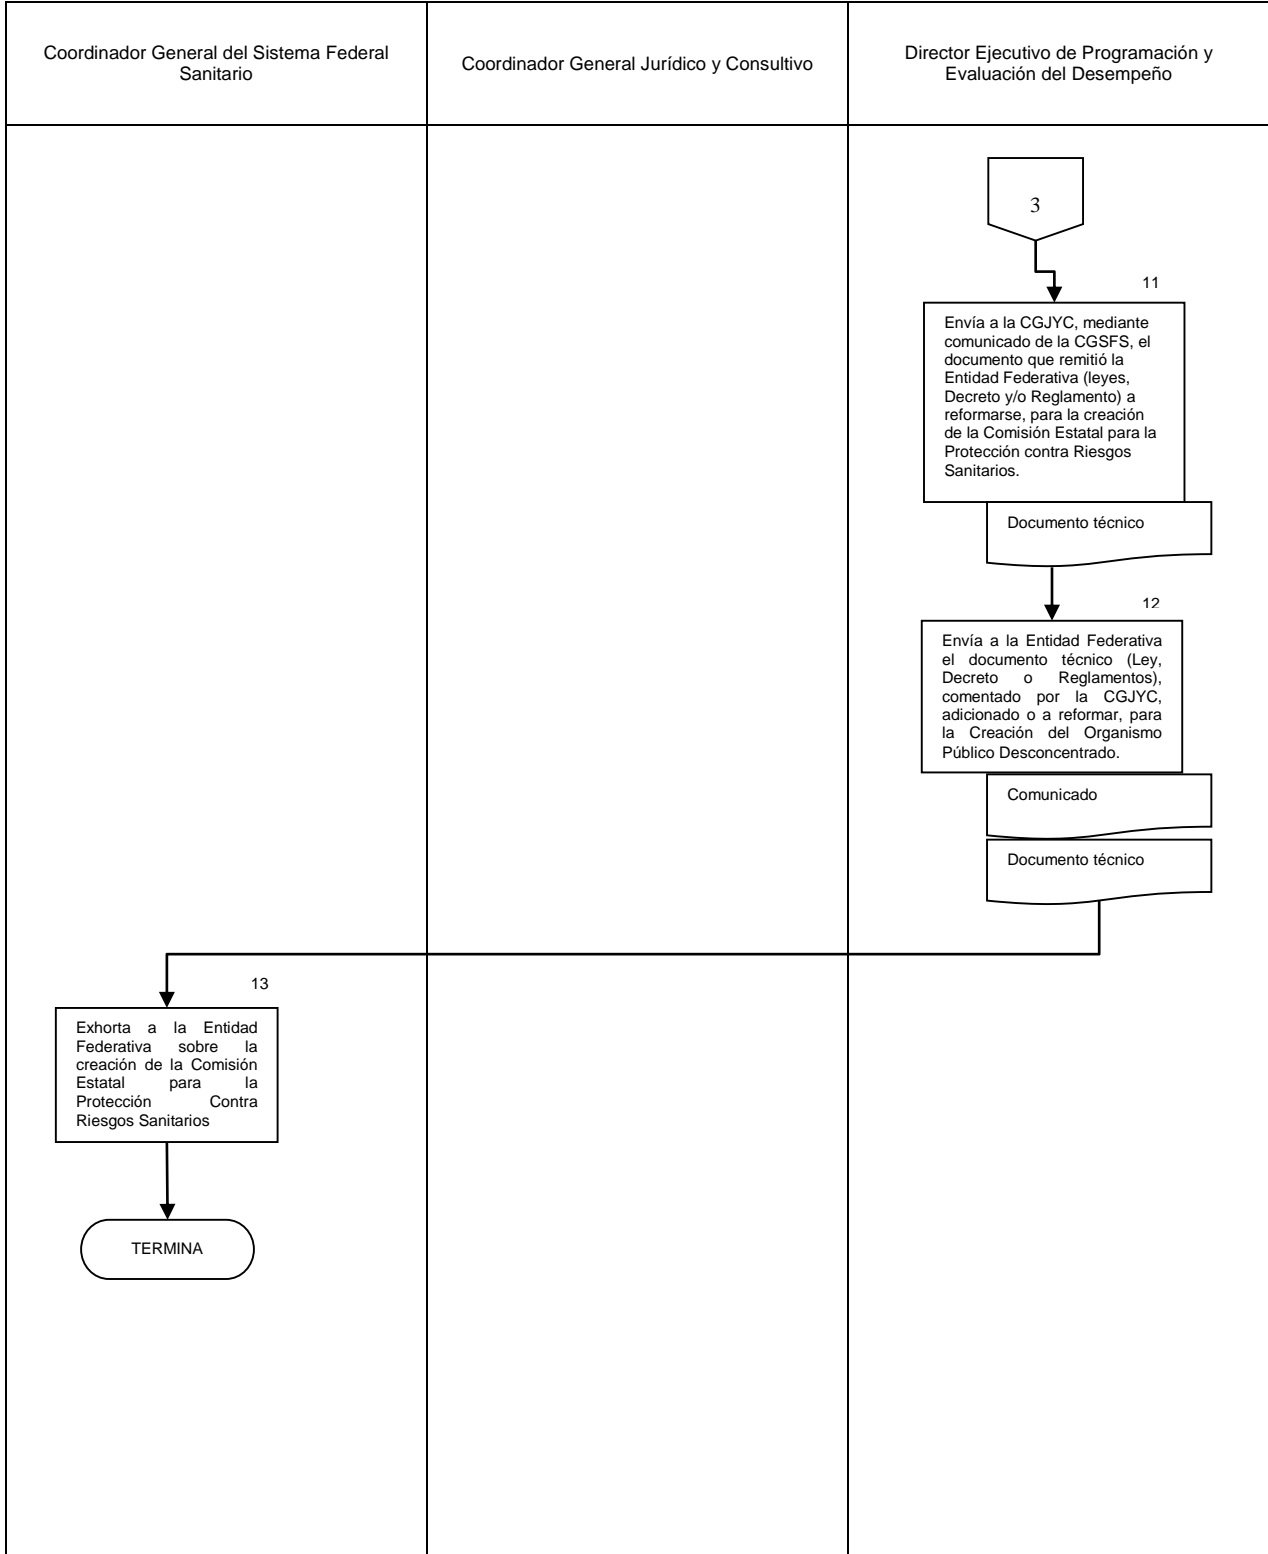 Coordinador General del Sistema Federal
Sanitario
Coordinador General Jurídico y Consultivo
Director Ejecutivo de Programación y
Evaluación del Desempeño
3
11
Envía a la CGJYC, mediante
comunicado de la CGSFS, el
documento que remitió la
Entidad Federativa (leyes,
Decreto y/o Reglamento) a
reformarse, para la creación
de la Comisión Estatal para la
Protección contra Riesgos
Sanitarios.
Documento técnico
12
Envía a la Entidad Federativa
el documento técnico (Ley,
Decreto o Reglamentos),
comentado por la CGJYC,
adicionado o a reformar, para
la Creación del Organismo
Público Desconcentrado.
Comunicado
Documento técnico
13
Exhorta a la Entidad
Federativa sobre la
creación de la Comisión
Estatal para la
Protección Contra
Riesgos Sanitarios
TERMINA